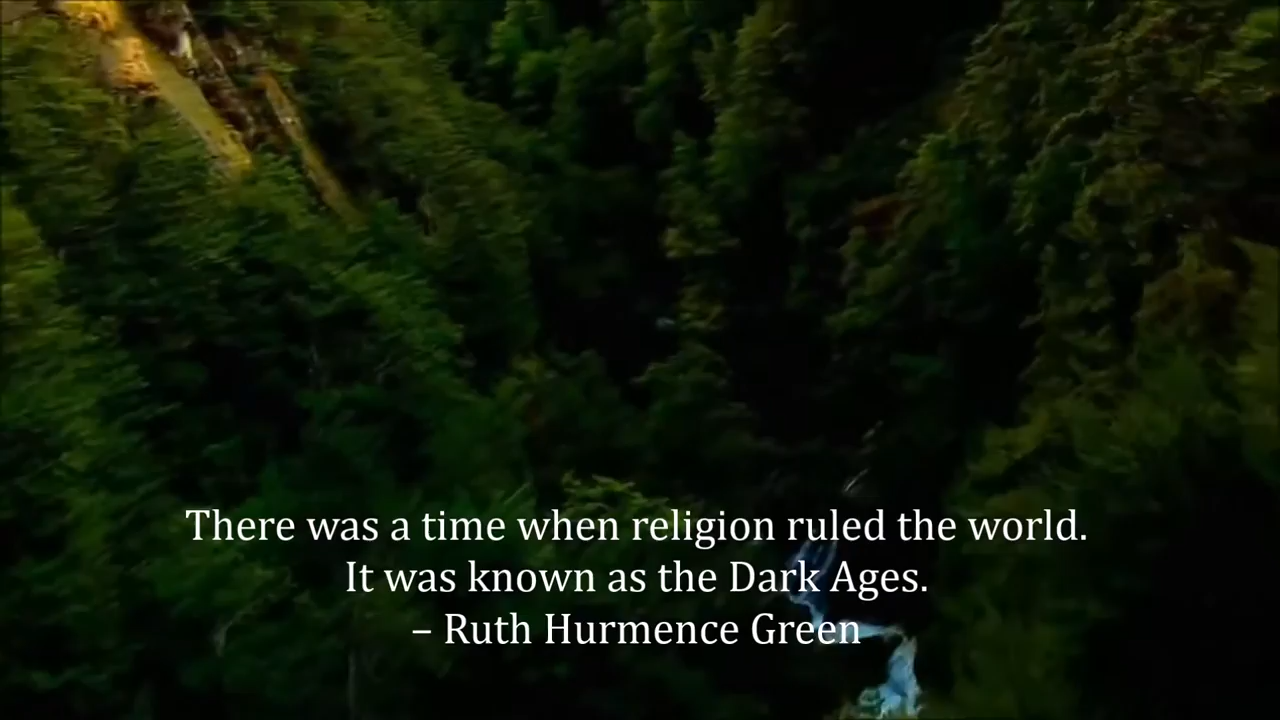 There was a time when religion ruled the world.
It was known as the Dark Ages.
– Ruth Hurmence Green